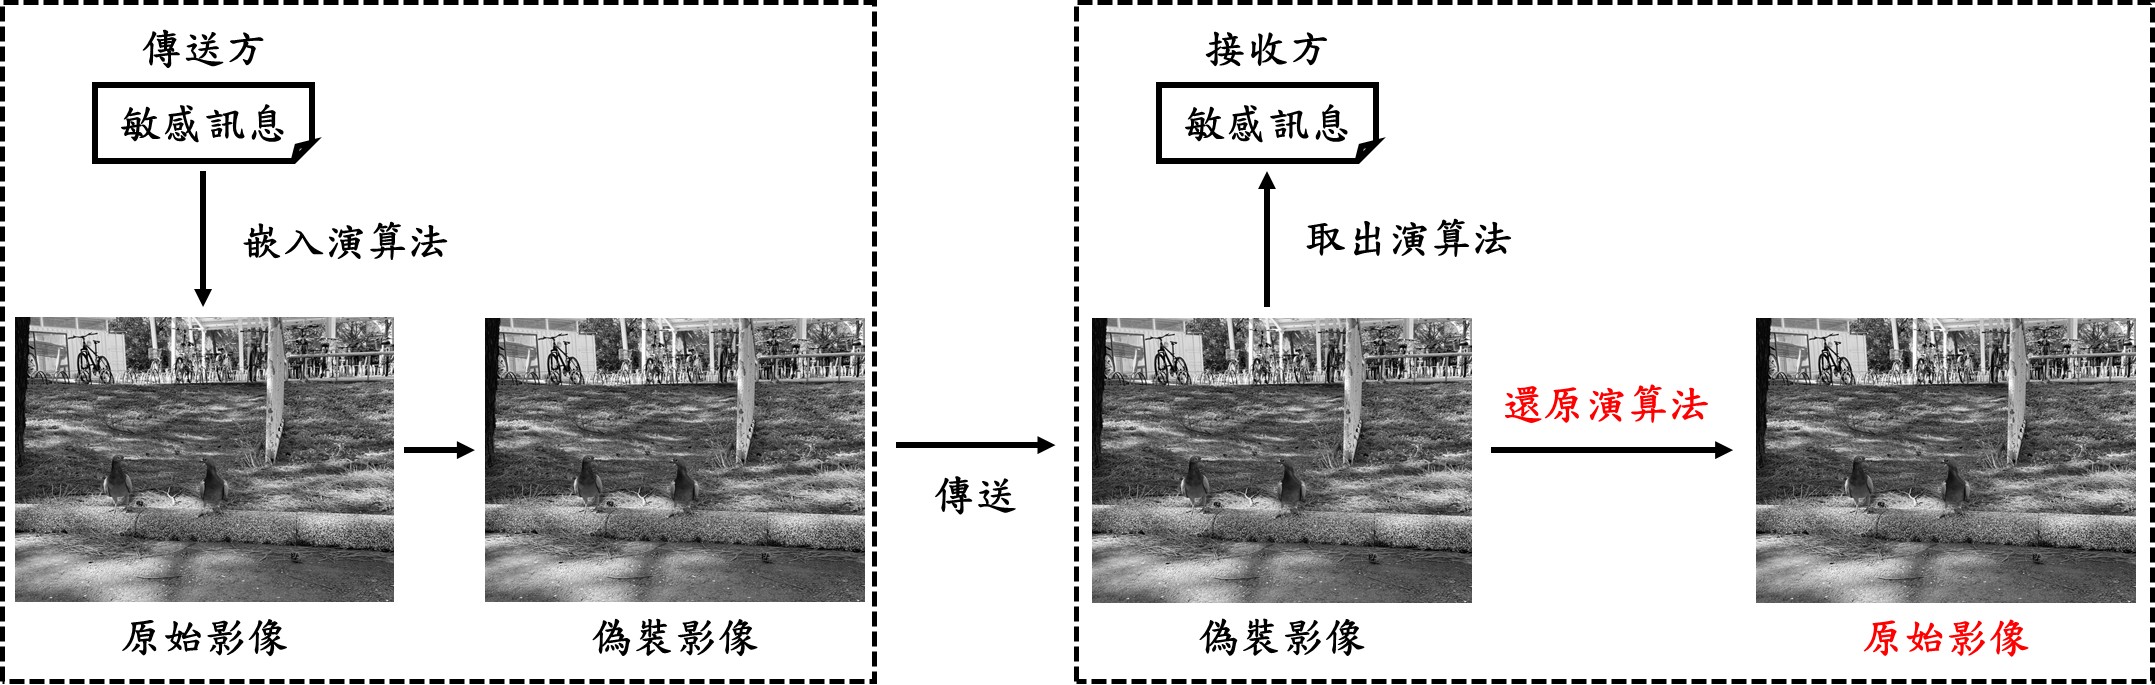 傳送方
敏感訊息
嵌入演算法
原始影像
偽裝影像
傳送
接收方
敏感訊息
取出演算法
還原演算法
偽裝影像
原始影像